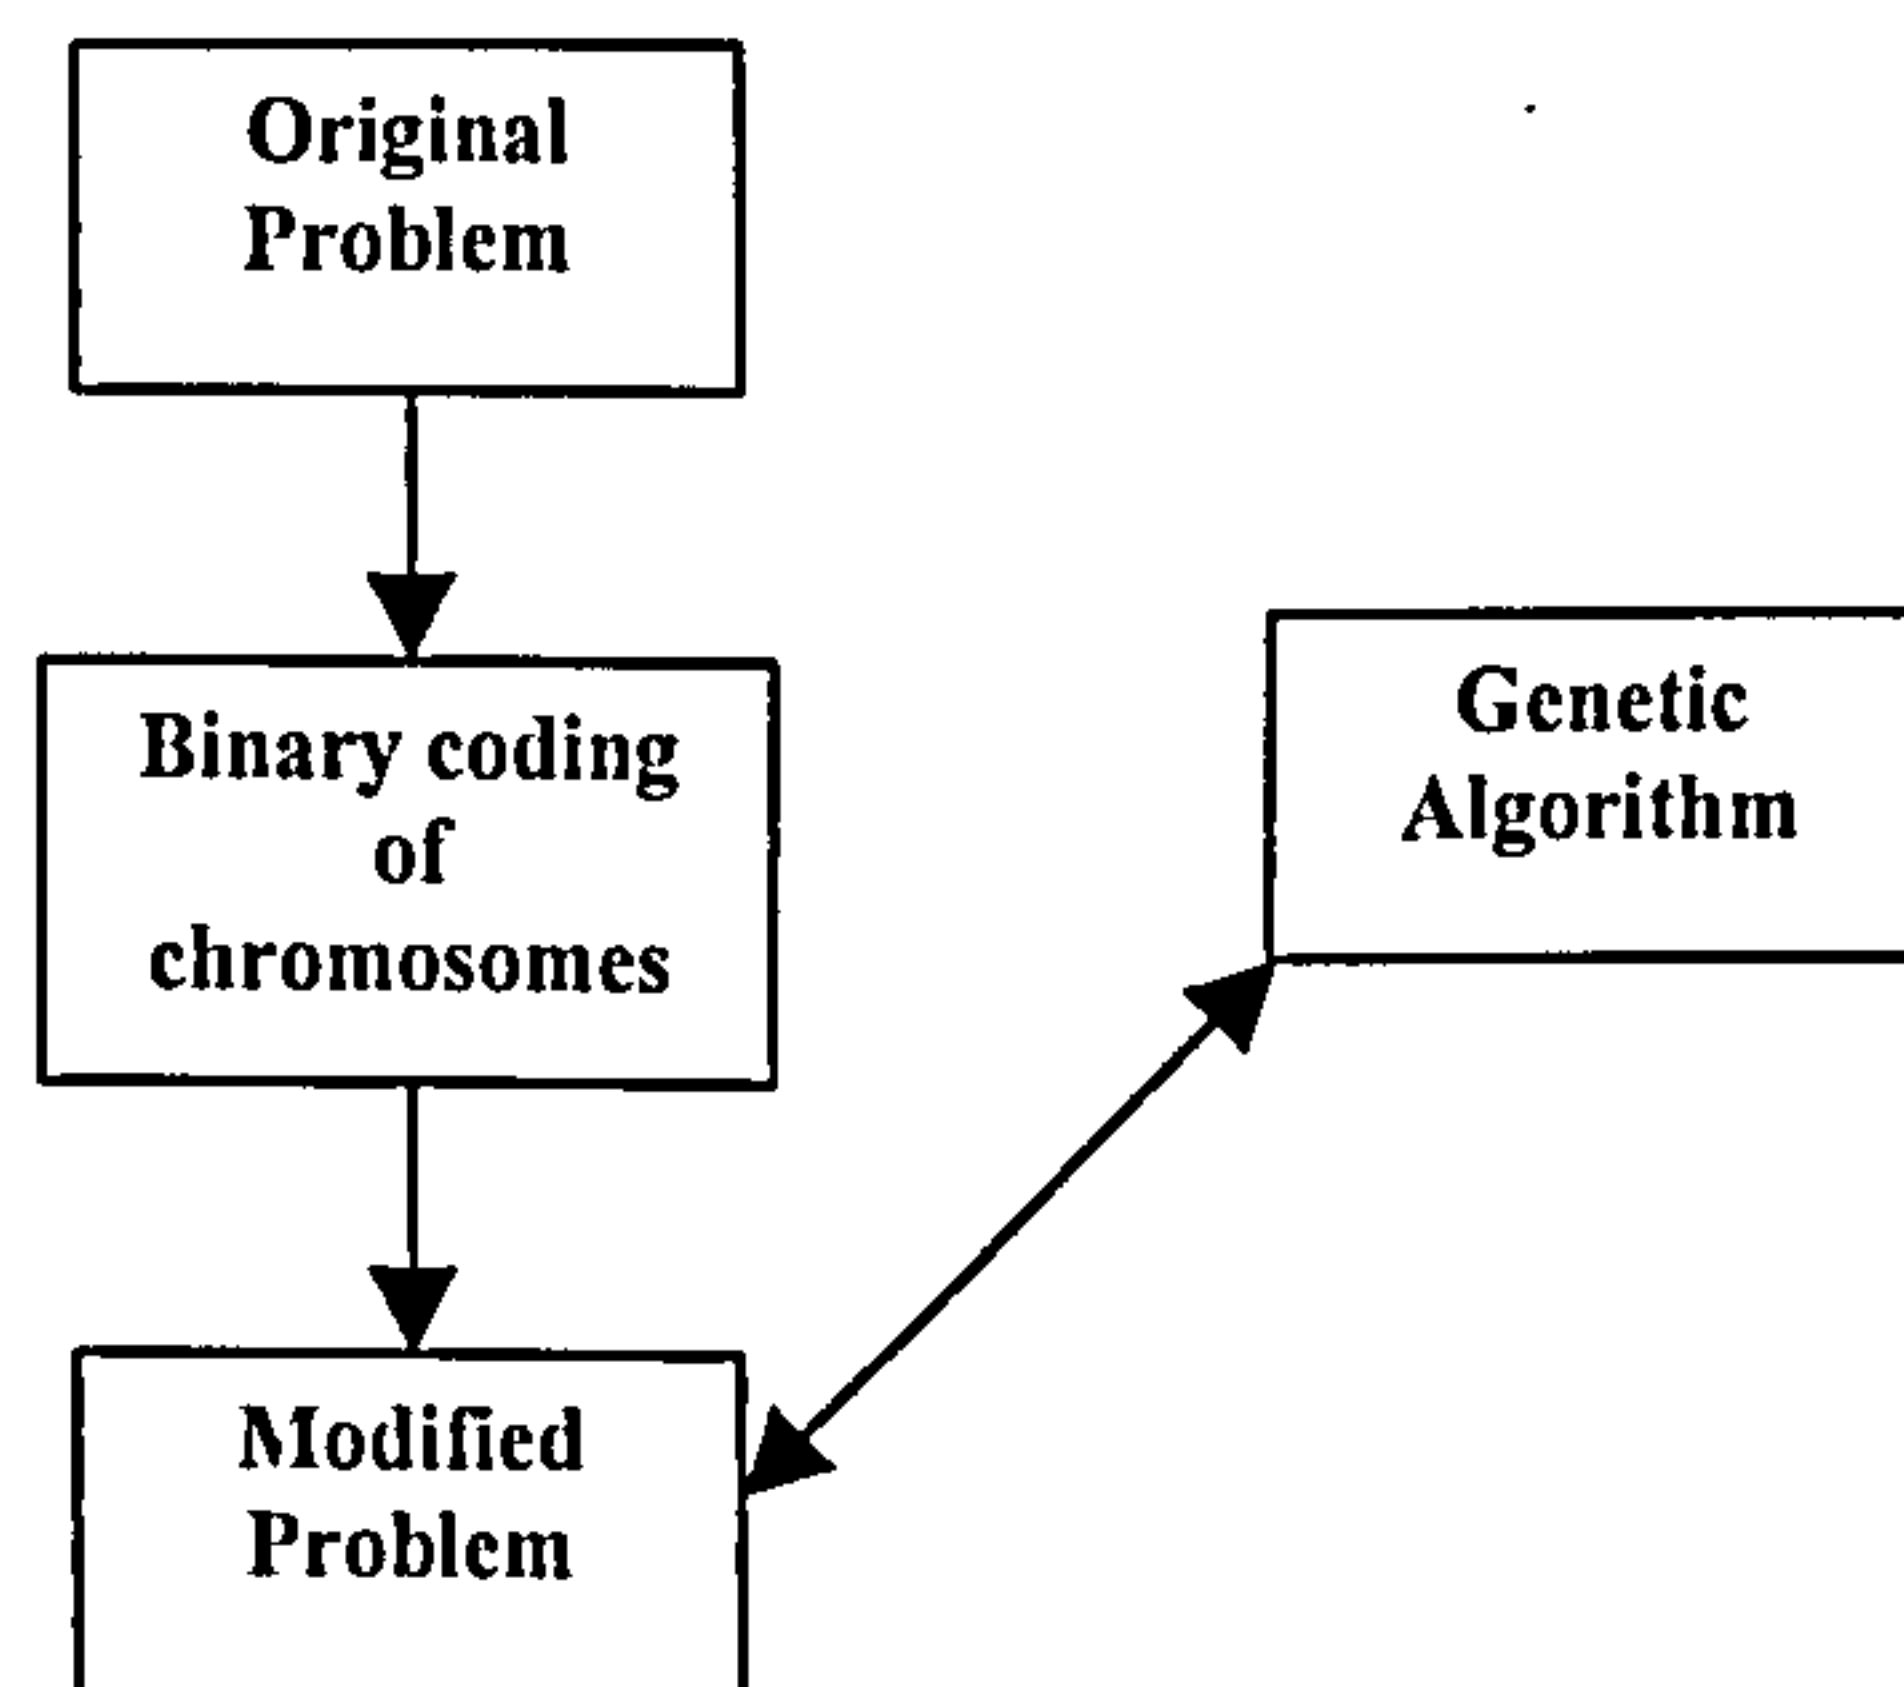 Original
Problem
Binary coding
of
chromosomes
Genetic
Algorithm
Modified
Problem